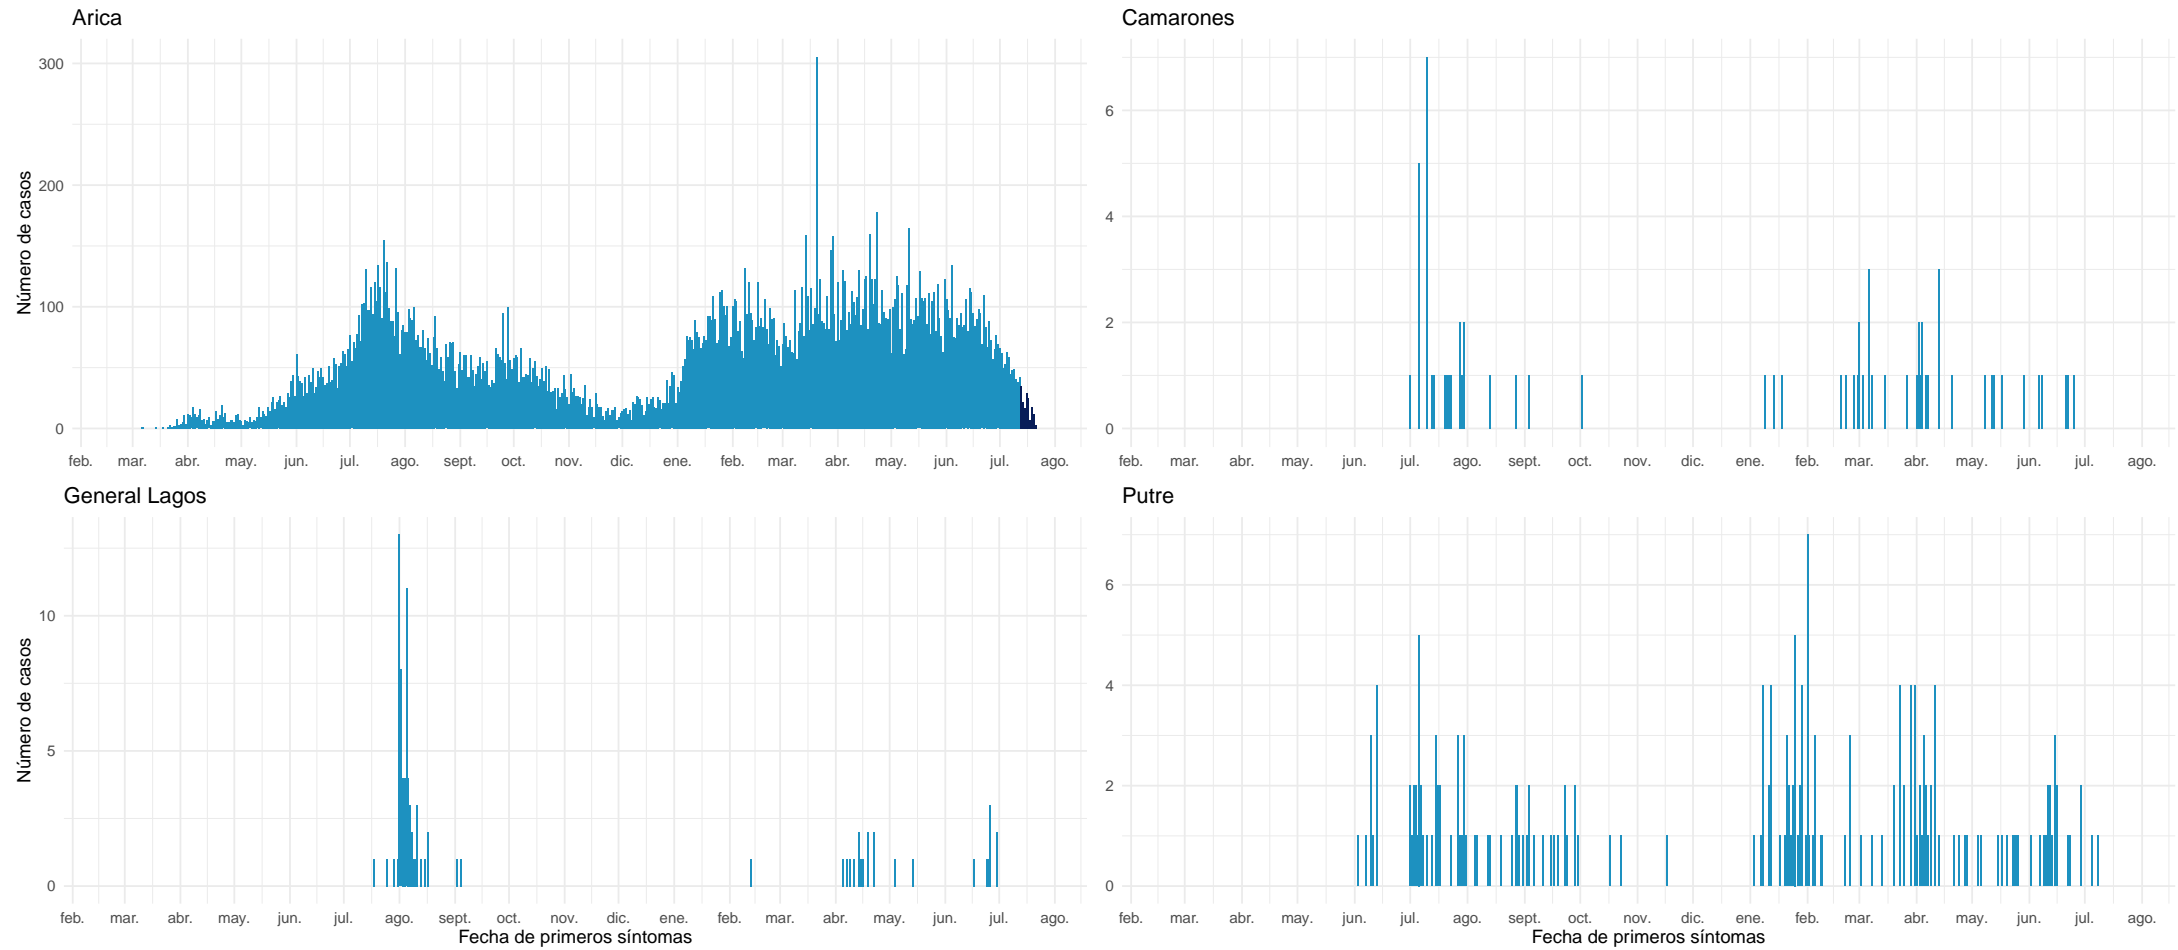 Arica
Número de casos
300
200
100
0
feb. mar. abr. may. jun. jul. ago. sept. oct. nov. dic. ene. feb. mar. abr. may. jun. jul. ago.
Camarones
6
4
2
0
feb. mar. abr. may. jun. jul. ago. sept. oct. nov. dic. ene. feb. mar. abr. may. jun. jul. ago.
General Lagos
Número de casos
10
5
0
feb. mar. abr. may. jun. jul. ago. sept. oct. nov. dic. ene. feb. mar. abr. may. jun. jul. ago.
Fecha de primeros síntomas
Putre
6
4
2
0
feb. mar. abr. may. jun. jul. ago. sept. oct. nov. dic. ene. feb. mar. abr. may. jun. jul. ago.
Fecha de primeros síntomas